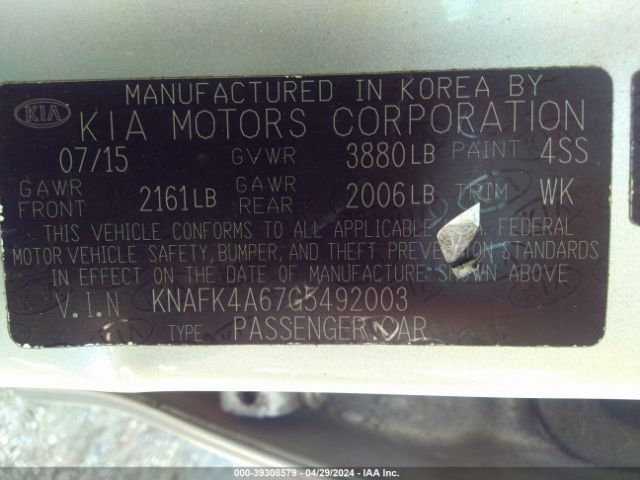 MANUFACTURED IN KOREA BY
KIA KIA MOTORS CORPORATION
07/15 GVWR 3880LB PAINT 4SS
GAWR FRONT 2161LB GAWR REAR 2006LB TRIM WK
THIS VEHICLE CONFORMS TO ALL APPLICABLE U.A. FEDERAL
MOTOR VEHICLE SAFETY, BUMPER, AND THEFT PREVENTION STANDARDS
IN EFFECT ON THE DATE OF MANUFACTURE SHOWN ABOVE
V.I.N KNAFK4A67G5492003
TYPE PASSENGER CAR
000-39308579 - 04/29/2024 - IAA Inc.